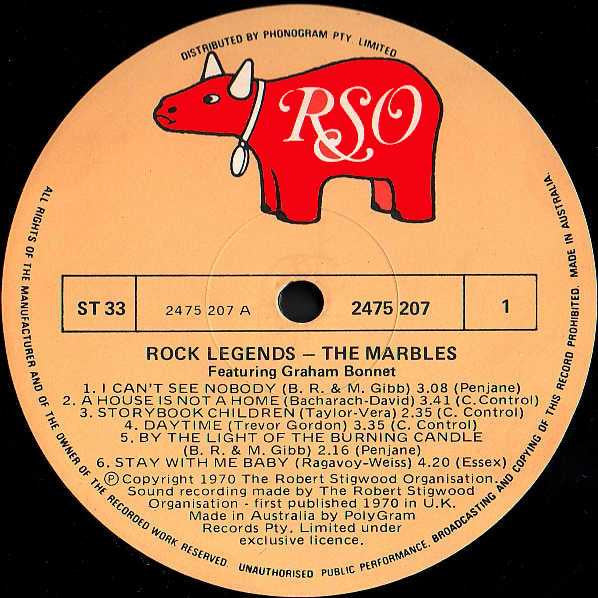 DISTRIBUTED BY PHONOGRAM PTY. LIMITED
RSO
ST 33
2475 207 A
2475 207
1
ROCK LEGENDS – THE MARBLES
Featuring Graham Bonnet
1. I CAN'T SEE NOBODY (B. R. & M. Gibb) 3.08 (Penjane)
2. A HOUSE IS NOT A HOME (Bacharach-David) 3.41 (C. Control)
3. STORYBOOK CHILDREN (Taylor-Vera) 2.35 (C. Control)
4. DAYTIME (Trevor Gordon) 3.35 (C. Control)
5. BY THE LIGHT OF THE BURNING CANDLE
(B. R. & M. Gibb) 2.16 (Penjane)
6. STAY WITH ME BABY (Ragavoy-Weiss) 4.20 (Essex)
Ⓟ Copyright 1970 The Robert Stigwood Organisation.
Sound recording made by The Robert Stigwood
Organisation - first published 1970 in U.K.
Made in Australia by PolyGram
Records Pty. Limited under
exclusive licence.
ALL RIGHTS OF THE MANUFACTURER AND OF THE OWNER OF THE RECORDED WORK RESERVED. UNAUTHORISED PUBLIC PERFORMANCE, BROADCASTING AND COPYING OF THIS RECORD PROHIBITED. MADE IN AUSTRALIA.